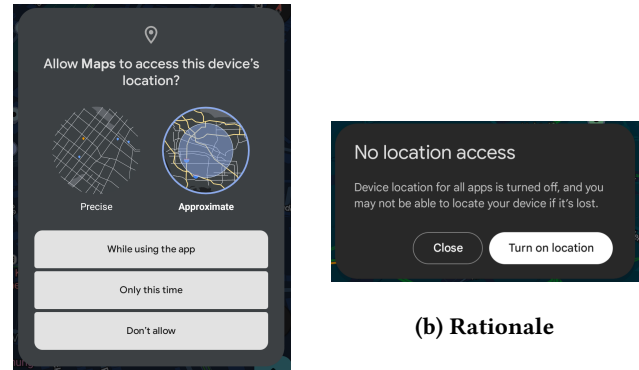 Allow Maps to access this device's
location?
Precise
Approximate
While using the app
Only this time
Don't allow
No location access
Device location for all apps is turned off, and you
may not be able to locate your device if it's lost.
Close
Turn on location
(b) Rationale